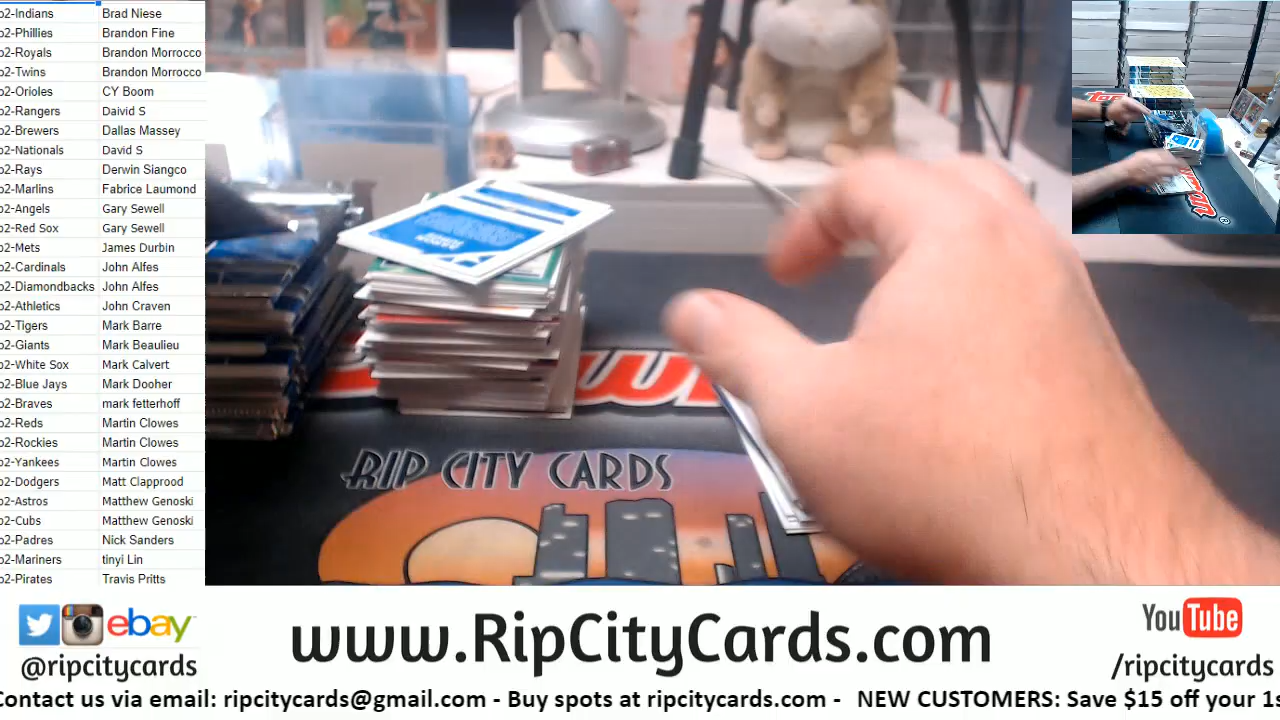 o2-Indians Brad Niese
o2-Phillies Brandon Fine
o2-Royals Brandon Morrocco
o2-Twins Brandon Morrocco
o2-Orioles CY Boom
o2-Rangers Daivid S
o2-Brewers Dallas Massey
o2-Nationals David S
o2-Rays Derwin Siangco
o2-Marlins Fabrice Laumond
o2-Angels Gary Sewell
o2-Red Sox Gary Sewell
o2-Mets James Durbin
o2-Cardinals John Alfes
o2-Diamondbacks John Alfes
o2-Athletics John Craven
o2-Tigers Mark Barre
o2-Giants Mark Beaulieu
o2-White Sox Mark Calvert
o2-Blue Jays Mark Dooher
o2-Braves mark fetterhoff
o2-Reds Martin Clowes
o2-Rockies Martin Clowes
o2-Yankees Martin Clowes
o2-Dodgers Matt Clapprood
o2-Astros Matthew Genoski
o2-Cubs Matthew Genoski
o2-Padres Nick Sanders
o2-Mariners tinyi Lin
o2-Pirates Travis Pritts
RIP CITY CARDS
ebay
@ripcitycards
www.RipCityCards.com
YouTube
/ripcitycards
Contact us via email: ripcitycards@gmail.com - Buy spots at ripcitycards.com - NEW CUSTOMERS: Save $15 off your 1s